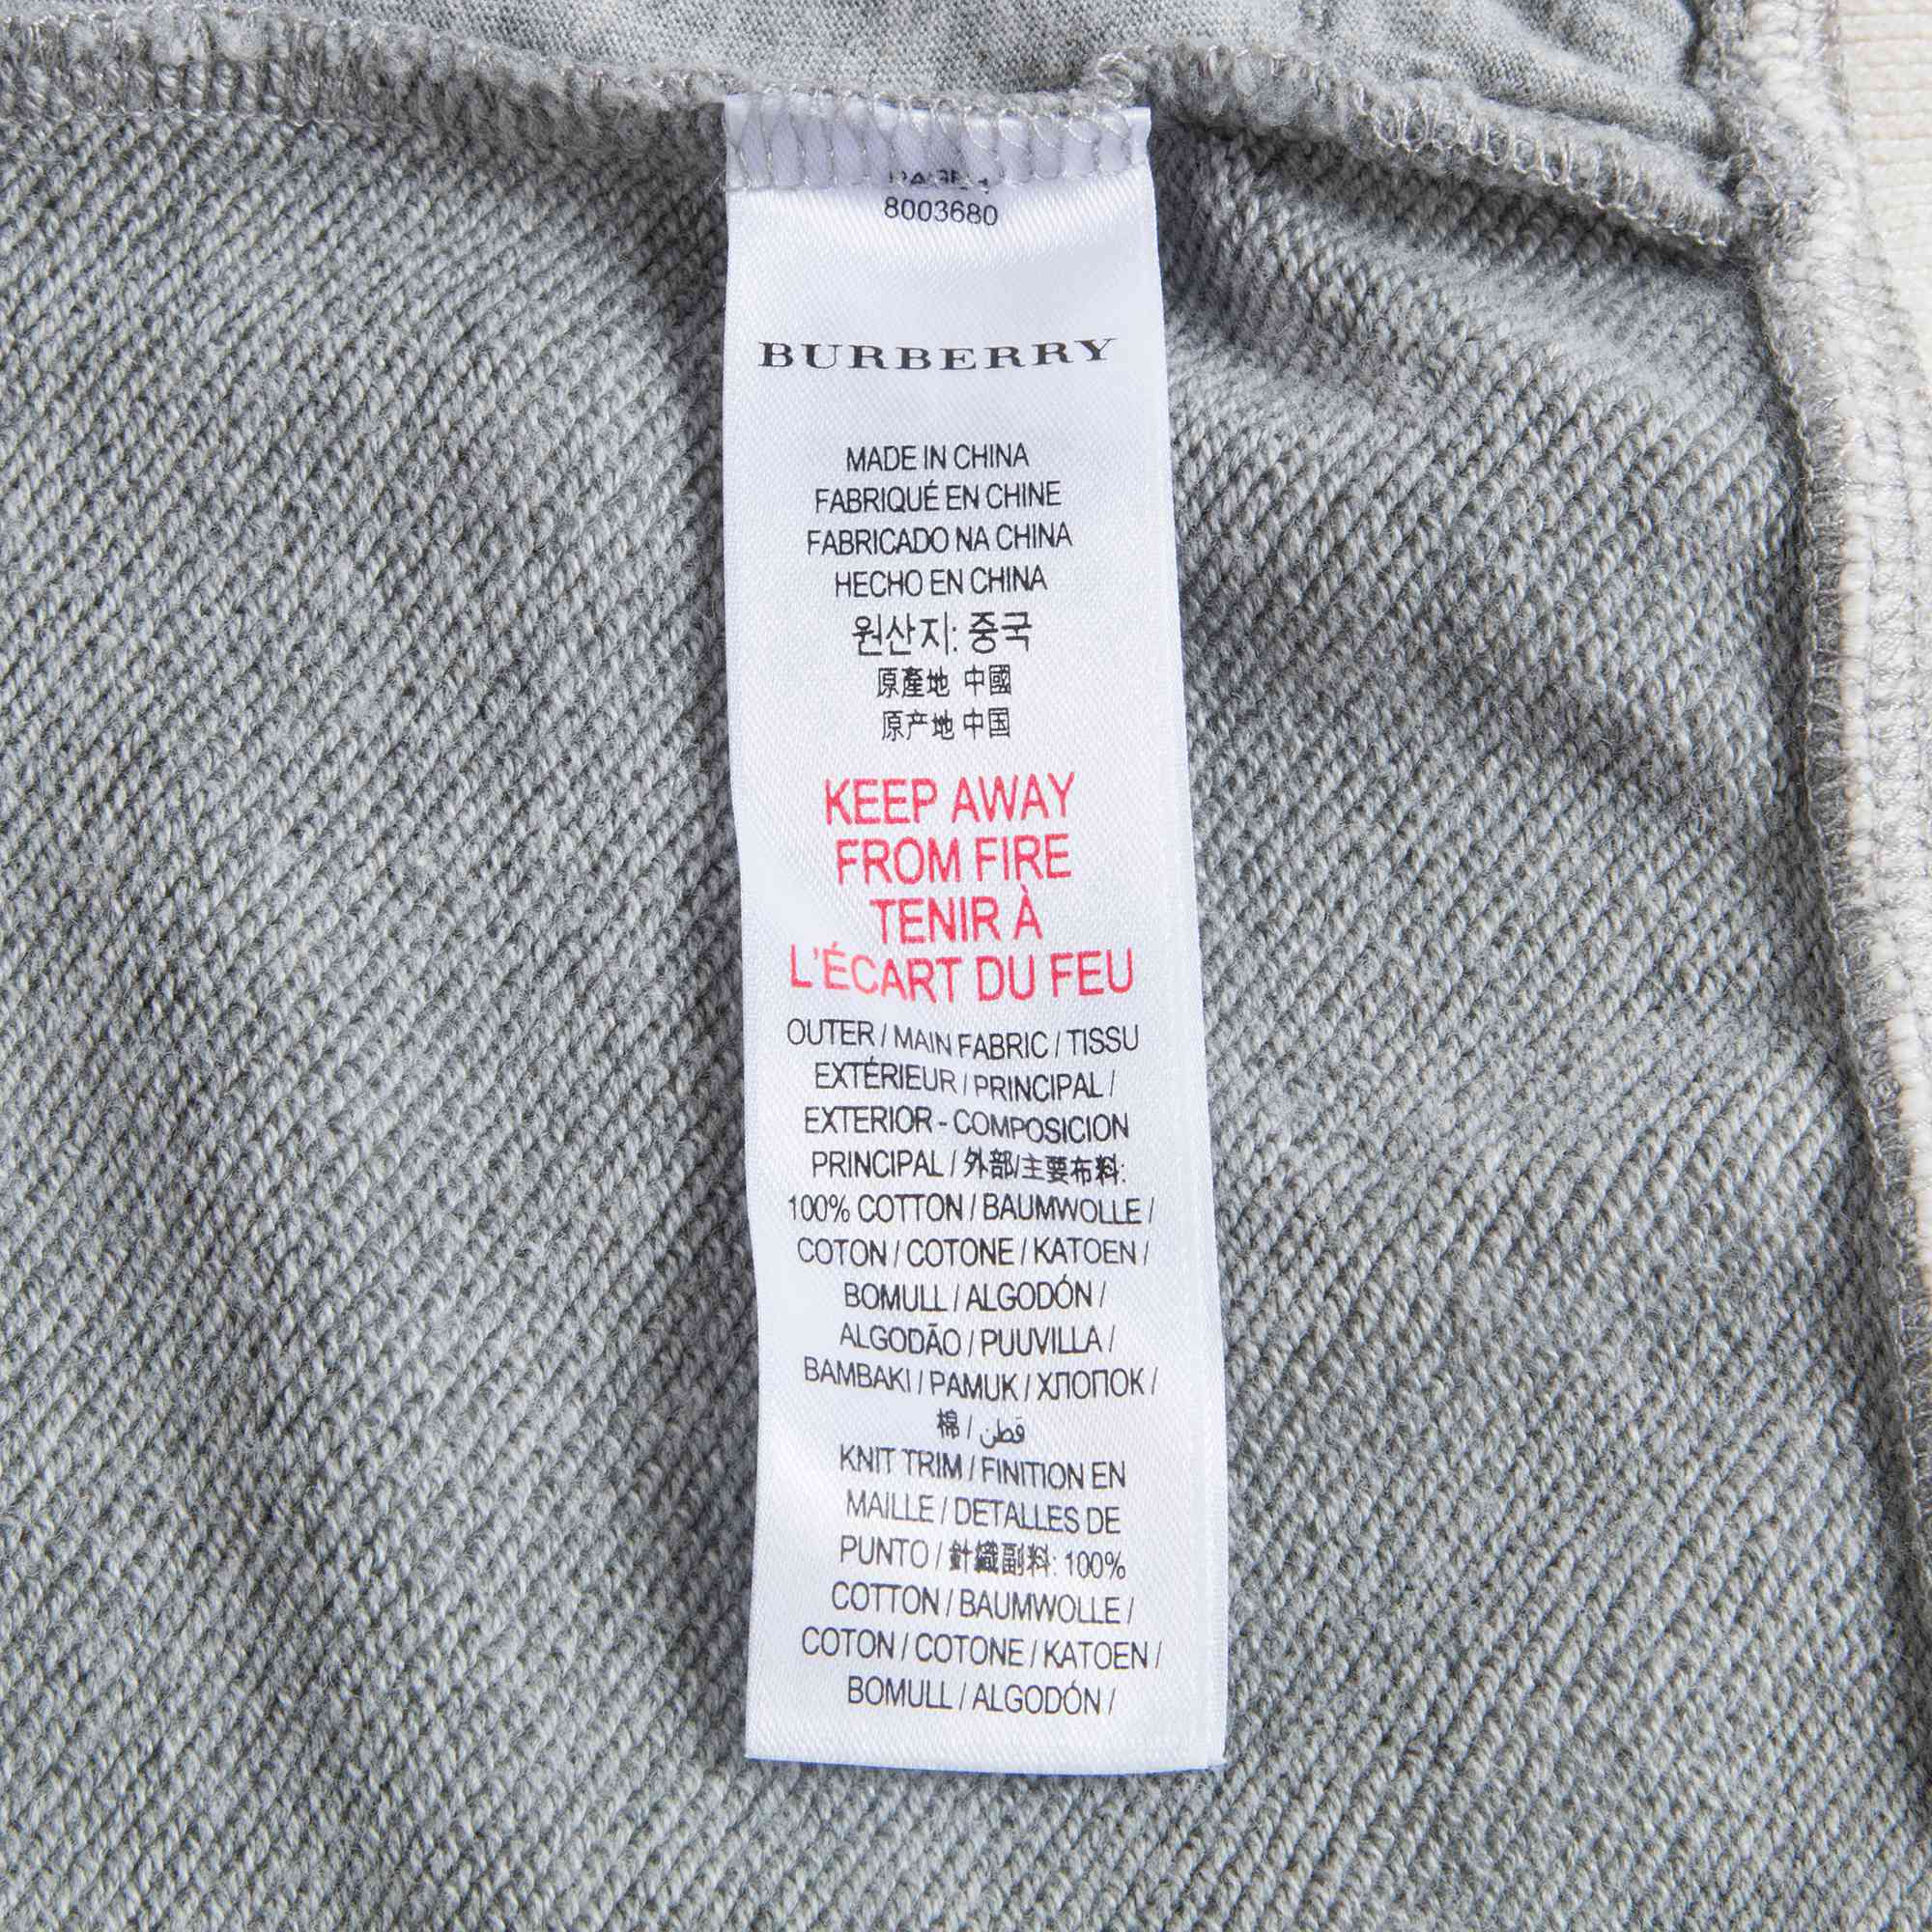 8003680
BURBERRY
MADE IN CHINA
FABRIQUÉ EN CHINE
FABRICADO NA CHINA
HECHO EN CHINA
원산지: 중국
原產地 中國
原产地 中国
KEEP AWAY
FROM FIRE
TENIR À
L'ÉCART DU FEU
OUTER / MAIN FABRIC / TISSU
EXTÉRIEUR / PRINCIPAL /
EXTERIOR - COMPOSICION
PRINCIPAL / 外部/主要布料:
100% COTTON / BAUMWOLLE /
COTON / COTONE / KATOEN /
BOMULL / ALGODÓN /
ALGODÃO / PUUVILLA /
BAMBAKI / PAMUK / ХЛОПОК /
棉 / قطن
KNIT TRIM / FINITION EN
MAILLE / DETALLES DE
PUNTO / 針織副料: 100%
COTTON / BAUMWOLLE /
COTON / COTONE / KATOEN /
BOMULL / ALGODÓN /